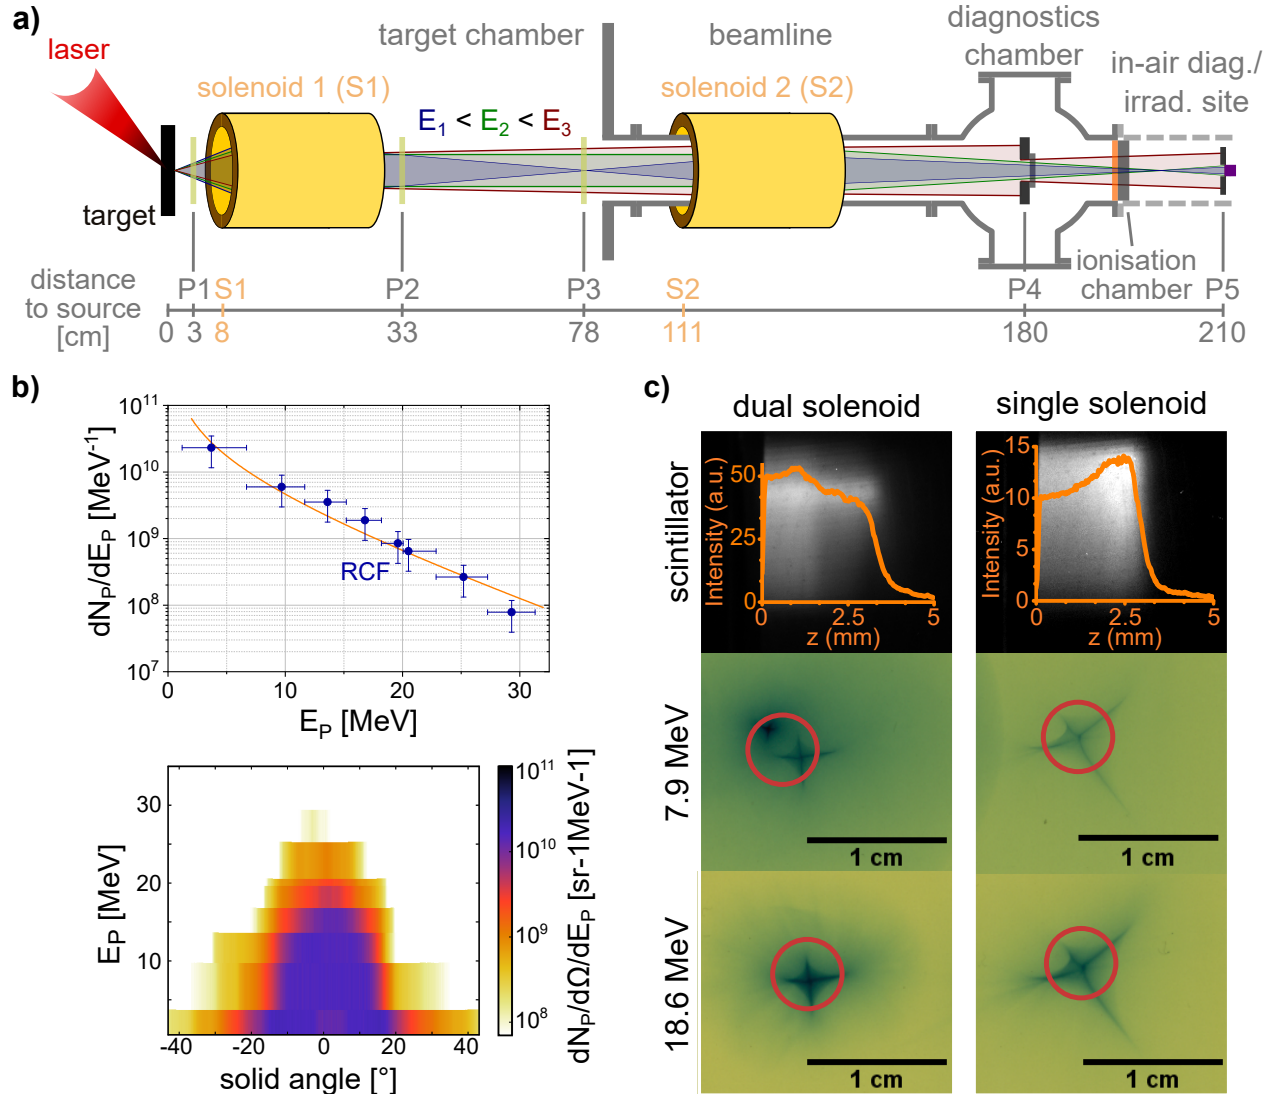 a)
laser
target chamber
beamline
diagnostics
chamber
in-air diag./
irrad. site
solenoid 1 (S1)
solenoid 2 (S2)
E1 < E2 < E3
target
distance
to source
[cm]
P1 S1 P2 P3 S2 P4 P5
ionisation
chamber
0 3 8 33 78 111 180 210
b)
dNP/dEP [MeV-1]
10^11
10^10
10^9
10^8
10^7
RCF
0 10 20 30
EP [MeV]
EP [MeV]
30
20
10
-40 -20 0 20 40
solid angle [°]
10^11
10^10
10^9
10^8
dNP/dΩ/dEP [sr-1MeV-1]
c)
dual solenoid
single solenoid
scintillator
Intensity (a.u.)
50
25
0
0 2.5 5
z (mm)
Intensity (a.u.)
15
10
5
0
0 2.5 5
z (mm)
7.9 MeV
1 cm
1 cm
18.6 MeV
1 cm
1 cm